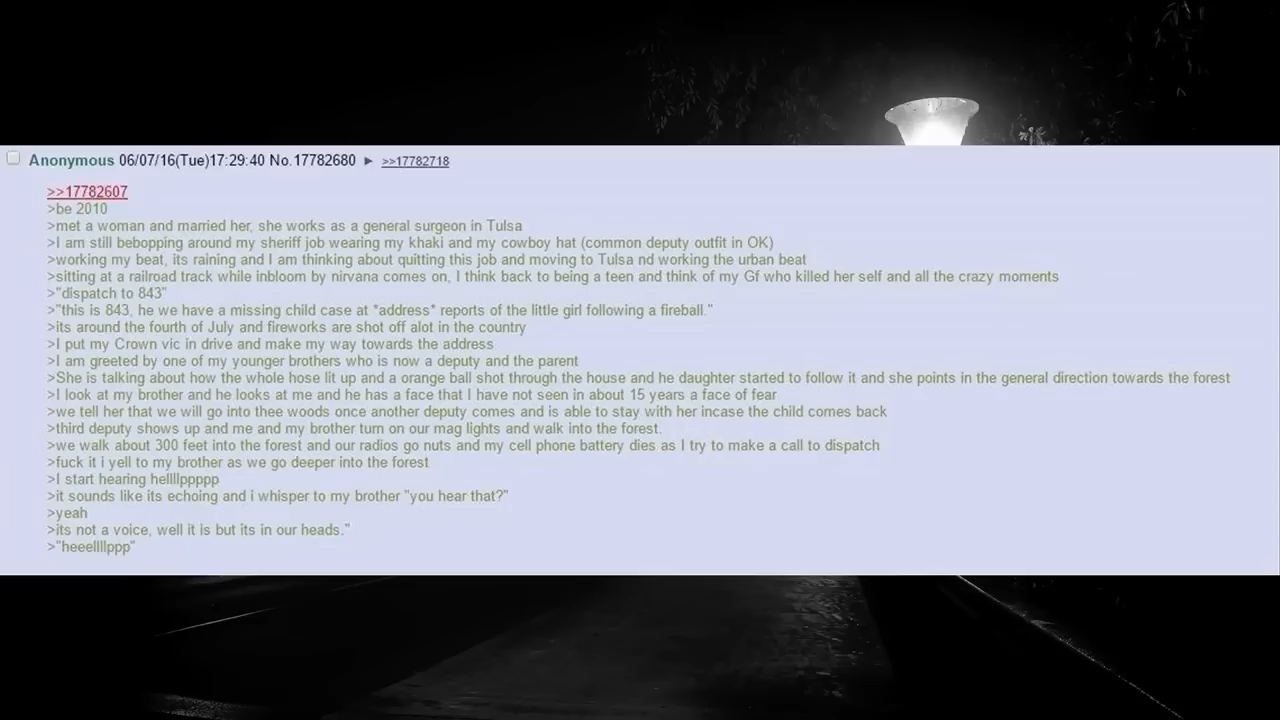 Anonymous 06/07/16(Tue)17:29:40 No.17782680 ► >>17782718
>>17782607
>be 2010
>met a woman and married her, she works as a general surgeon in Tulsa
>I am still bebopping around my sheriff job wearing my khaki and my cowboy hat (common deputy outfit in OK)
>working my beat, its raining and I am thinking about quitting this job and moving to Tulsa nd working the urban beat
>sitting at a railroad track while inbloom by nirvana comes on, I think back to being a teen and think of my Gf who killed her self and all the crazy moments
>"dispatch to 843"
>"this is 843, he we have a missing child case at *address* reports of the little girl following a fireball."
>its around the fourth of July and fireworks are shot off alot in the country
>I put my Crown vic in drive and make my way towards the address
>I am greeted by one of my younger brothers who is now a deputy and the parent
>She is talking about how the whole hose lit up and a orange ball shot through the house and he daughter started to follow it and she points in the general direction towards the forest
>I look at my brother and he looks at me and he has a face that I have not seen in about 15 years a face of fear
>we tell her that we will go into thee woods once another deputy comes and is able to stay with her incase the child comes back
>third deputy shows up and me and my brother turn on our mag lights and walk into the forest.
>we walk about 300 feet into the forest and our radios go nuts and my cell phone battery dies as I try to make a call to dispatch
>fuck it i yell to my brother as we go deeper into the forest
>I start hearing hellllppppp
>it sounds like its echoing and i whisper to my brother "you hear that?"
>yeah
>its not a voice, well it is but its in our heads."
>"heeellllppp"